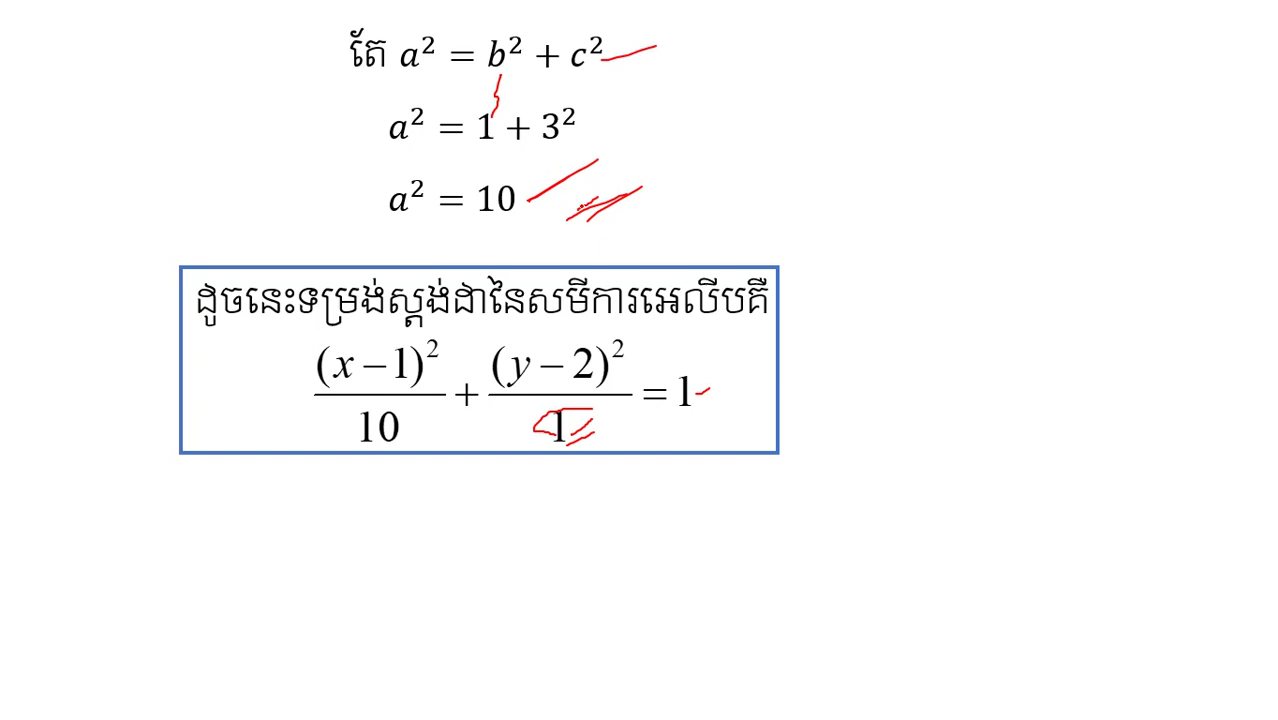 តែ a² = b² + c²
a² = 1 + 3²
a² = 10
ដូចនេះទម្រង់ស្តង់ដានៃសមីការអេលីបគឺ
(x − 1)²/10 + (y − 2)²/1 = 1